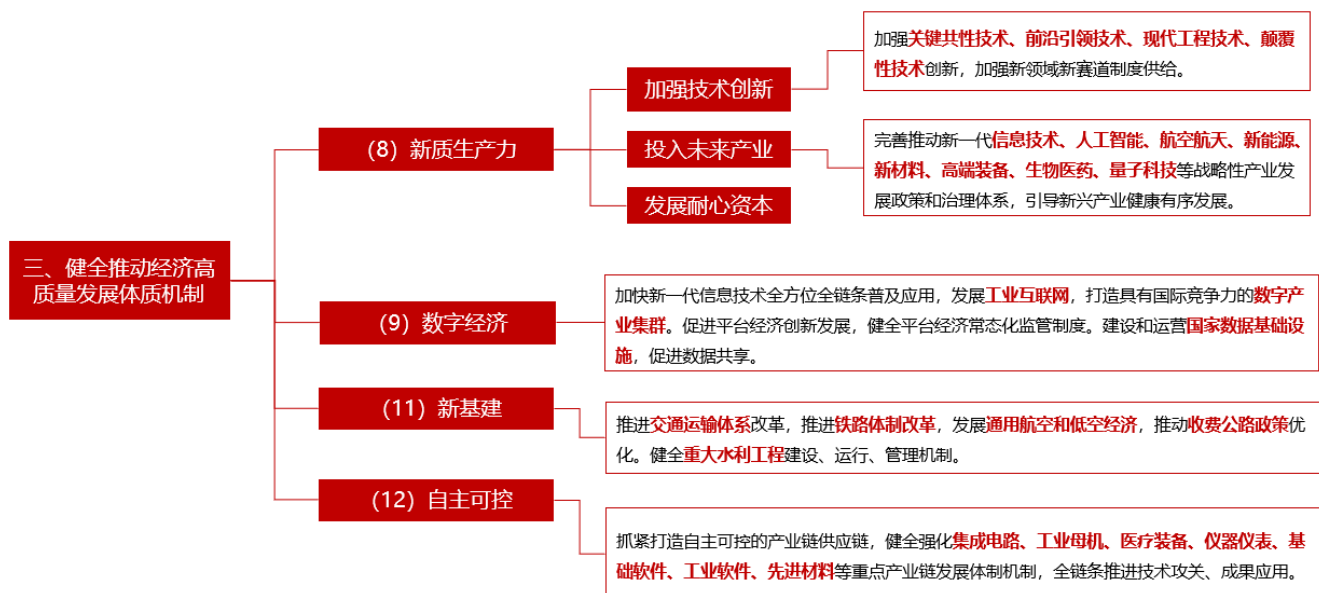 三、健全推动经济高
质量发展体质机制
（8）新质生产力
加强技术创新
加强关键共性技术、前沿引领技术、现代工程技术、颠覆
性技术创新，加强新领域新赛道制度供给。
投入未来产业
完善推动新一代信息技术、人工智能、航空航天、新能源、
新材料、高端装备、生物医药、量子科技等战略性产业发
展政策和治理体系，引导新兴产业健康有序发展。
发展耐心资本
（9）数字经济
加快新一代信息技术全方位全链条普及应用，发展工业互联网，打造具有国际竞争力的数字产
业集群。促进平台经济创新发展，健全平台经济常态化监管制度。建设和运营国家数据基础设
施，促进数据共享。
（11）新基建
推进交通运输体系改革，推进铁路体制改革，发展通用航空和低空经济，推动收费公路政策优
化。健全重大水利工程建设、运行、管理机制。
（12）自主可控
抓紧打造自主可控的产业链供应链，健全强化集成电路、工业母机、医疗装备、仪器仪表、基
础软件、工业软件、先进材料等重点产业链发展体制机制，全链条推进技术攻关、成果应用。